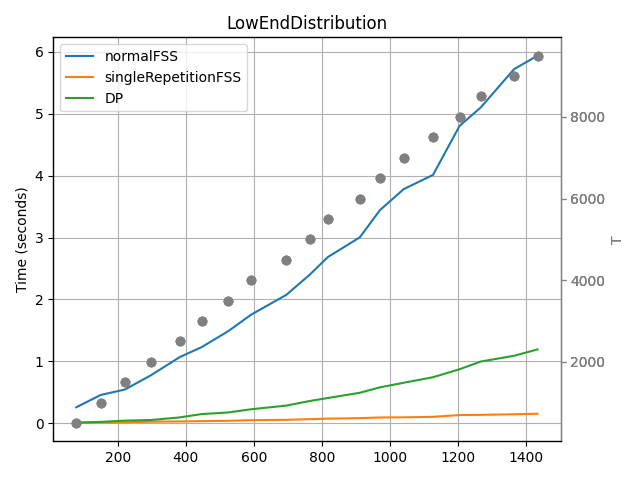 LowEndDistribution
normalFSS
singleRepetitionFSS
DP
Time (seconds)
6
5
4
3
2
1
0
8000
6000
4000
2000
T
200 400 600 800 1000 1200 1400